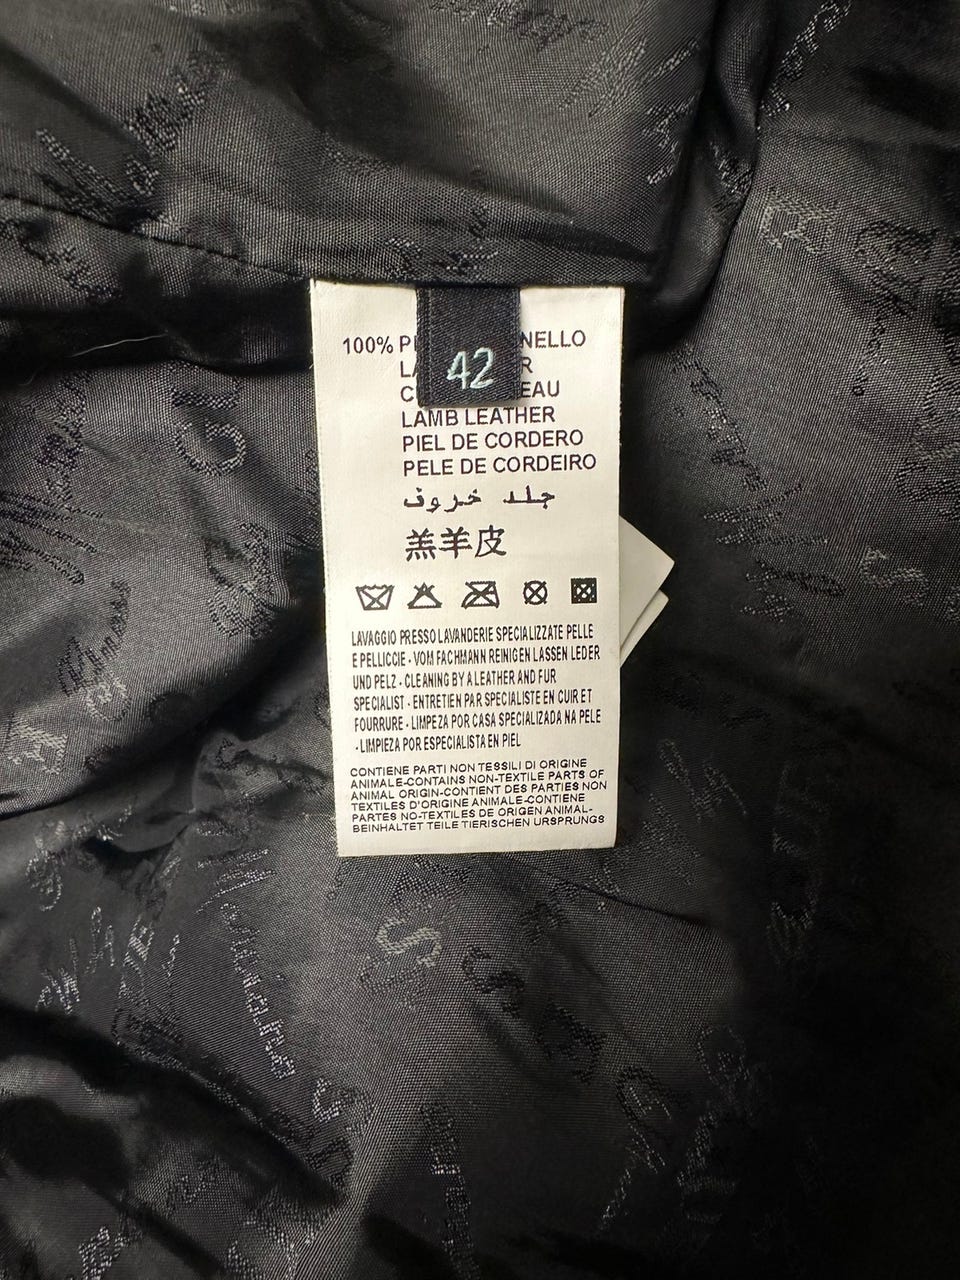 42
100% P NELLO
LA R
C EAU
LAMB LEATHER
PIEL DE CORDERO
PELE DE CORDEIRO
جلد خروف
羔羊皮
LAVAGGIO PRESSO LAVANDERIE SPECIALIZZATE PELLE
E PELLICCIE - VOM FACHMANN REINIGEN LASSEN LEDER
UND PELZ - CLEANING BY A LEATHER AND FUR
SPECIALIST - ENTRETIEN PAR SPECIALISTE EN CUIR ET
FOURRURE - LIMPEZA POR CASA SPECIALIZADA NA PELE
- LIMPIEZA POR ESPECIALISTA EN PIEL
CONTIENE PARTI NON TESSILI DI ORIGINE
ANIMALE-CONTAINS NON-TEXTILE PARTS OF
ANIMAL ORIGIN-CONTIENT DES PARTIES NON
TEXTILES D'ORIGINE ANIMALE-CONTIENE
PARTES NO-TEXTILES DE ORIGEN ANIMAL-
BEINHALTET TEILE TIERISCHEN URSPRUNGS